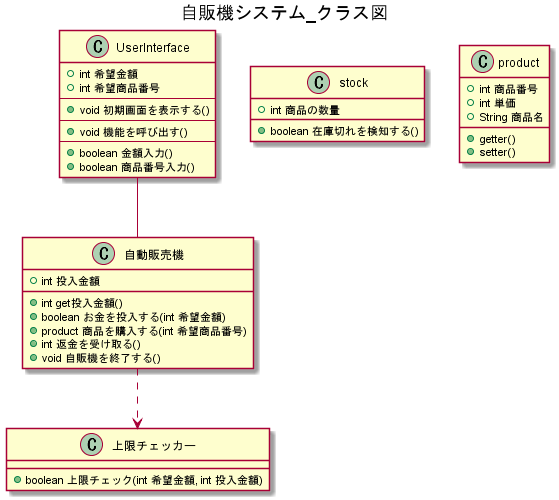 自販機システム_クラス図
C UserInterface
int 希望金額
int 希望商品番号
void 初期画面を表示する()
void 機能を呼び出す()
boolean 金額入力()
boolean 商品番号入力()
C stock
int 商品の数量
boolean 在庫切れを検知する()
C product
int 商品番号
int 単価
String 商品名
getter()
setter()
C 自動販売機
int 投入金額
int get投入金額()
boolean お金を投入する(int 希望金額)
product 商品を購入する(int 希望商品番号)
int 返金を受け取る()
void 自販機を終了する()
C 上限チェッカー
boolean 上限チェック(int 希望金額, int 投入金額)